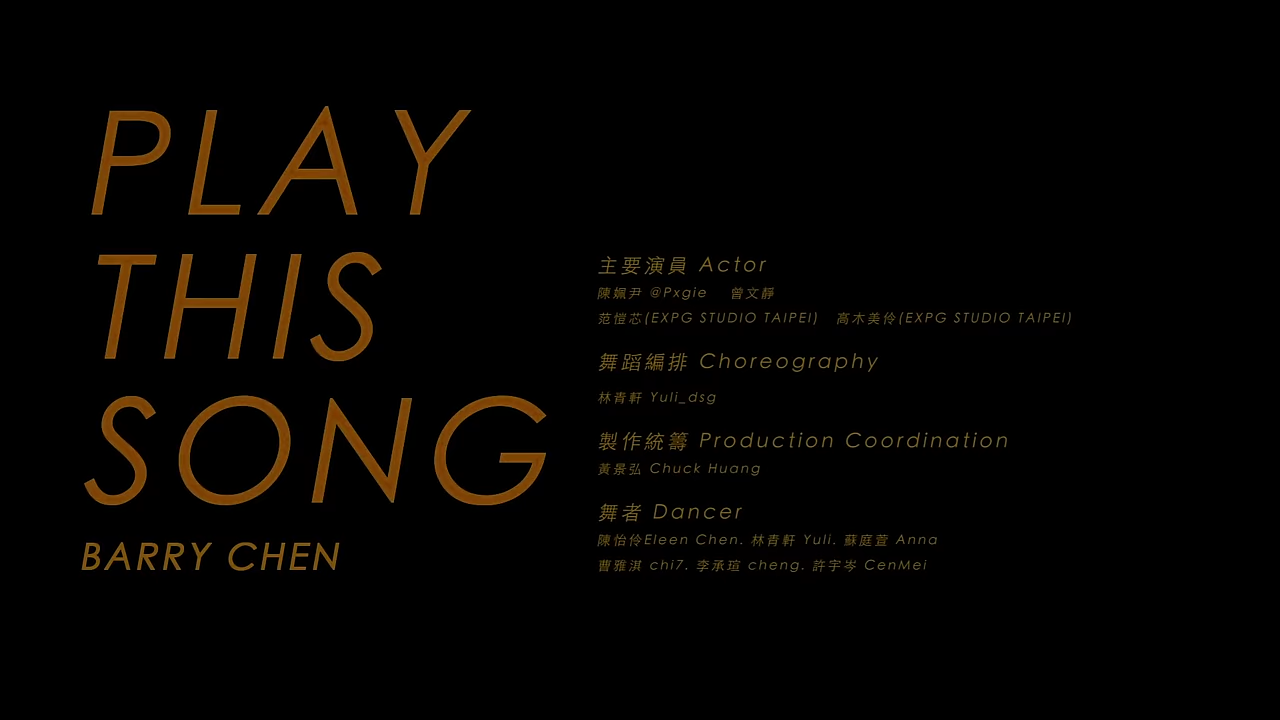 PLAY
THIS
SONG
BARRY CHEN
主要演員 Actor
陳姵尹 @Pxgie 曾文靜
范愷芯(EXPG STUDIO TAIPEI) 高木美伶(EXPG STUDIO TAIPEI)
舞蹈編排 Choreography
林青軒 Yuli_dsg
製作統籌 Production Coordination
黃景弘 Chuck Huang
舞者 Dancer
陳怡伶Eleen Chen. 林青軒 Yuli. 蘇庭萱 Anna
曹雅淇 chi7. 李承瑄 cheng. 許宇岑 CenMei